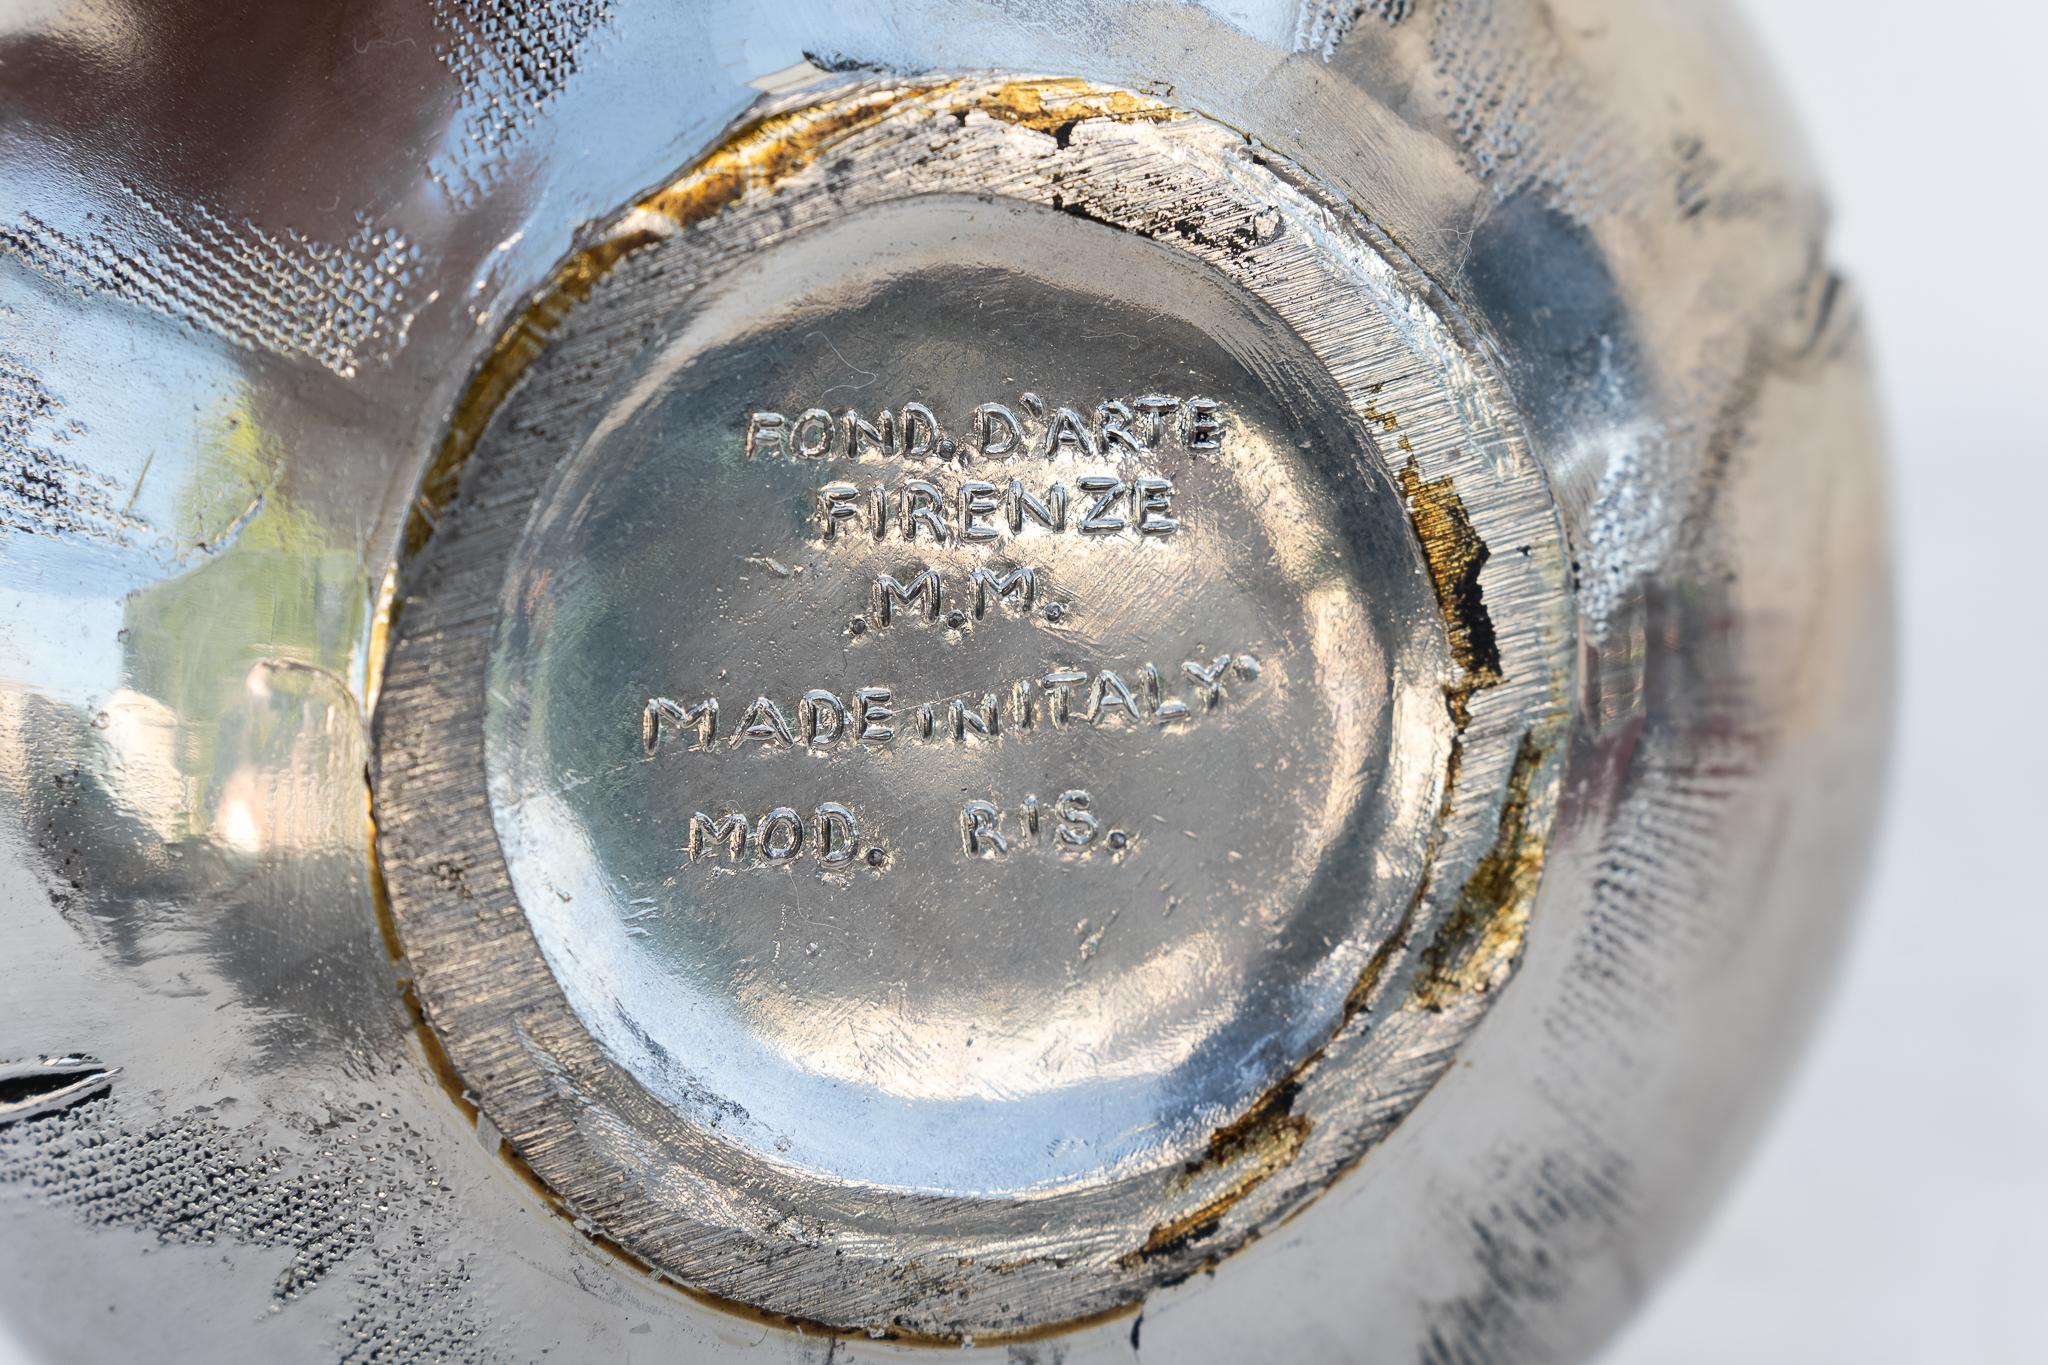 FOND. D'ARTE
FIRENZE
.M.M.
MADE IN ITALY.
MOD. RIS.